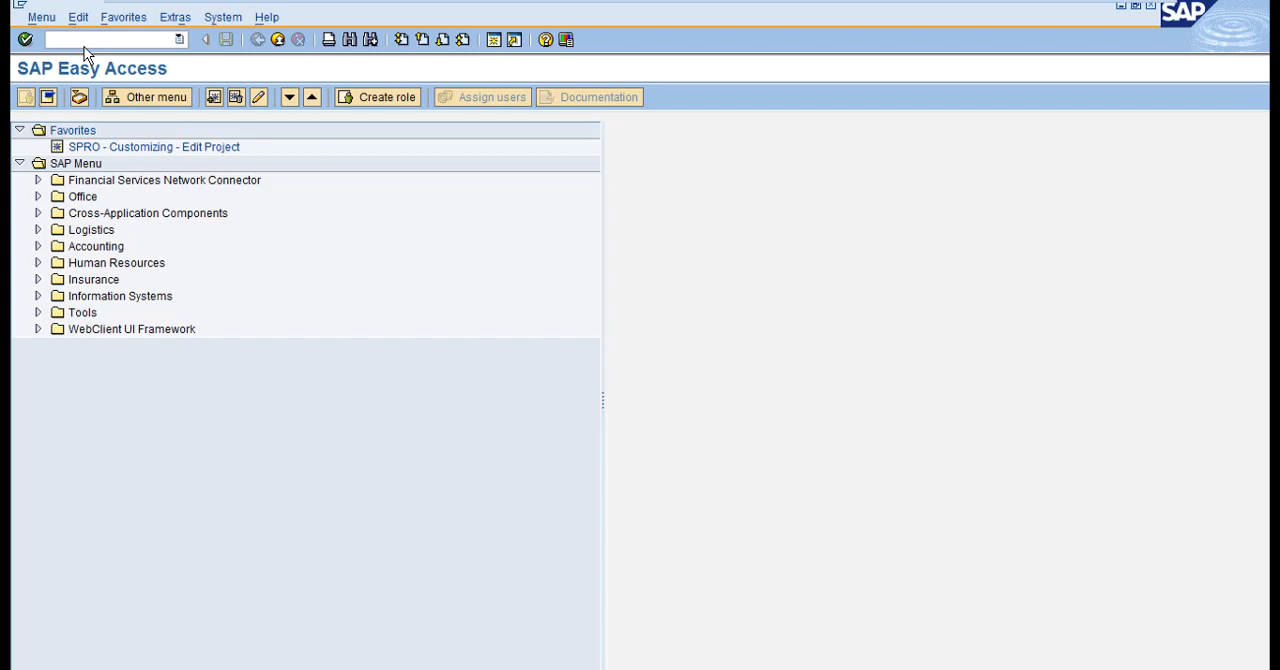 Menu Edit Favorites Extras System Help
SAP
SAP Easy Access
Other menu Create role Assign users Documentation
Favorites
SPRO - Customizing - Edit Project
SAP Menu
Financial Services Network Connector
Office
Cross-Application Components
Logistics
Accounting
Human Resources
Insurance
Information Systems
Tools
WebClient UI Framework